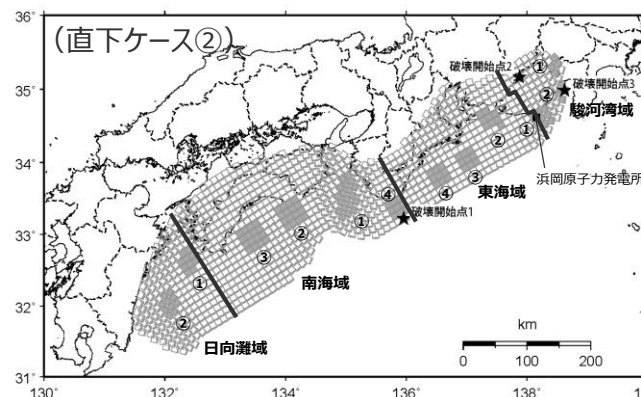 (直下ケース②)
36°
35°
34°
33°
32°
31°
130°
132°
134°
136°
138°
破壊開始点2
①
破壊開始点3
②
駿河湾域
②
①
浜岡原子力発電所
③
④
東海域
④
破壊開始点1
①
②
③
南海域
①
②
日向灘域
km
0 100 200